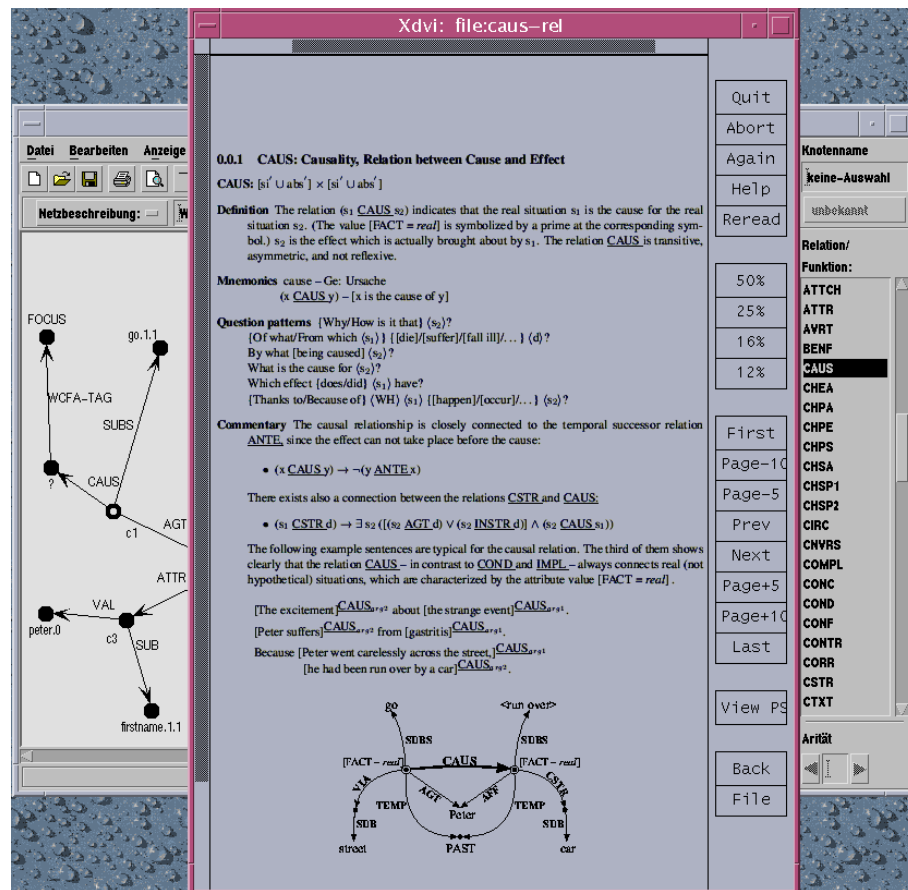 Xdvi: file:caus-rel
Datei Bearbeiten Anzeige
Netzbeschreibung:
FOCUS
go.1.1
WCFA-TAG
SUBS
?
CAUS
c1
AGT
ATTR
VAL
peter.0
c3
SUB
firstname.1.1
0.0.1 CAUS: Causality, Relation between Cause and Effect
CAUS: [si′ ∪ abs′] × [si′ ∪ abs′]
Definition The relation (s1 CAUS s2) indicates that the real situation s1 is the cause for the real
situation s2. (The value [FACT = real] is symbolized by a prime at the corresponding sym-
bol.) s2 is the effect which is actually brought about by s1. The relation CAUS is transitive,
asymmetric, and not reflexive.
Mnemonics cause – Ge: Ursache
(x CAUS y) – [x is the cause of y]
Question patterns {Why/How is it that} ⟨s2⟩?
{Of what/From which ⟨s1⟩} {[die]/[suffer]/[fall ill]/… } ⟨d⟩?
By what [being caused] ⟨s2⟩?
What is the cause for ⟨s2⟩?
Which effect {does/did} ⟨s1⟩ have?
{Thanks to/Because of} ⟨WH⟩ ⟨s1⟩ {[happen]/[occur]/… } ⟨s2⟩?
Commentary The causal relationship is closely connected to the temporal successor relation
ANTE, since the effect can not take place before the cause:
• (x CAUS y) → ¬(y ANTE x)
There exists also a connection between the relations CSTR and CAUS:
• (s1 CSTR d) → ∃ s2 ([(s2 AGT d) ∨ (s2 INSTR d)] ∧ (s2 CAUS s1))
The following example sentences are typical for the causal relation. The third of them shows
clearly that the relation CAUS – in contrast to COND and IMPL – always connects real (not
hypothetical) situations, which are characterized by the attribute value [FACT = real] .
[The excitement]CAUSarg2 about [the strange event]CAUSarg1.
[Peter suffers]CAUSarg2 from [gastritis]CAUSarg1.
Because [Peter went carelessly across the street,]CAUSarg1
[he had been run over by a car]CAUSarg2.
go
<run over>
SUBS
SUBS
[FACT – real]
CAUS
[FACT – real]
VIA
AGT
AFF
CSTR
TEMP
TEMP
Peter
SUB
SUB
street
PAST
car
Quit
Abort
Again
Help
Reread
50%
25%
16%
12%
First
Page-10
Page-5
Prev
Next
Page+5
Page+10
Last
View PS
Back
File
Knotenname
keine-Auswahl
unbekannt
Relation/
Funktion:
ATTCH
ATTR
AVRT
BENF
CAUS
CHEA
CHPA
CHPE
CHPS
CHSA
CHSP1
CHSP2
CIRC
CNVRS
COMPL
CONC
COND
CONF
CONTR
CORR
CSTR
CTXT
Arität